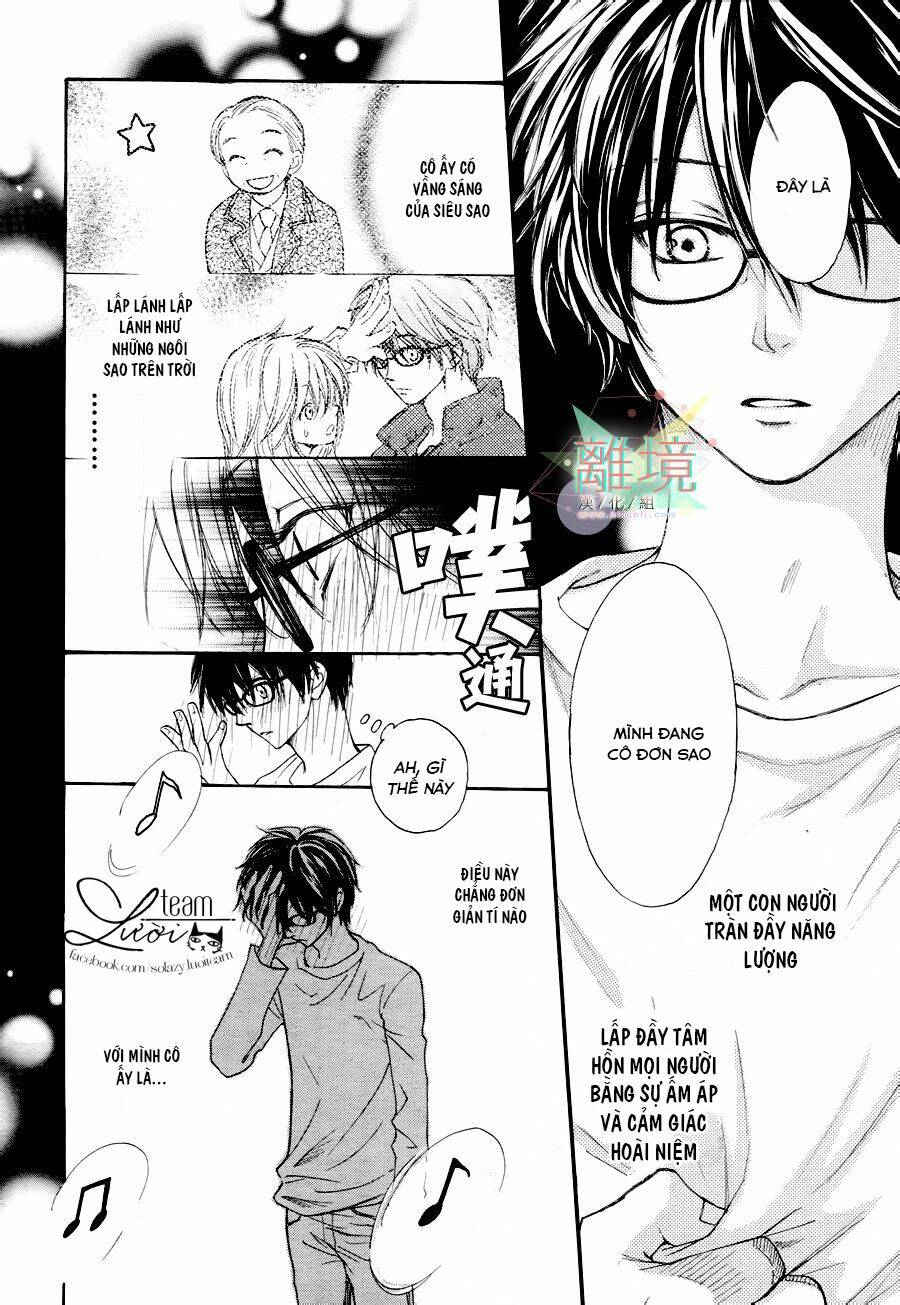 ĐÂY LÀ
MÌNH ĐANG
CÔ ĐƠN SAO
MỘT CON NGƯỜI
TRÀN ĐẦY NĂNG
LƯỢNG
LẤP ĐẦY TÂM
HỒN MỌI NGƯỜI
BẰNG SỰ ẤM ÁP
VÀ CẢM GIÁC
HOÀI NIỆM
CÔ ẤY CÓ
VẦNG SÁNG
CỦA SIÊU SAO
LẤP LÁNH LẤP
LÁNH NHƯ
NHỮNG NGÔI
SAO TRÊN TRỜI
噗通
AH, GÌ
THẾ NÀY
ĐIỀU NÀY
CHẲNG ĐƠN
GIẢN TÍ NÀO
VỚI MÌNH CÔ
ẤY LÀ...
離境
漢/化/組
team
Lười
facebook.com/solazy.luoiteam